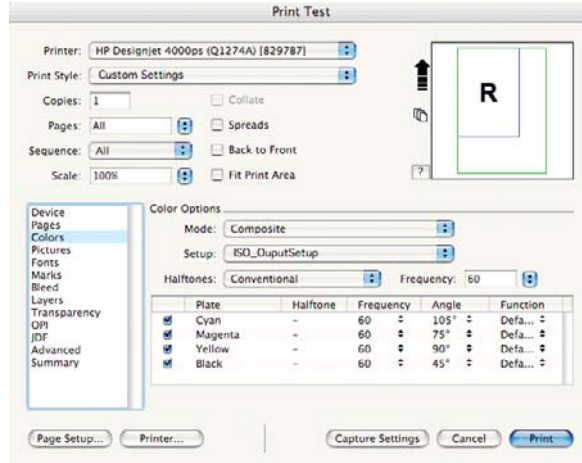 Print Test
Printer: HP Designjet 4000ps (Q1274A) [829787]
Print Style: Custom Settings
Copies: 1 Collate
Pages: All Spreads
Sequence: All Back to Front
Scale: 100% Fit Print Area
R
?
Device
Pages
Colors
Pictures
Fonts
Marks
Bleed
Layers
Transparency
OPI
JDF
Advanced
Summary
Color Options
Mode: Composite
Setup: ISO_OuputSetup
Halftones: Conventional Frequency: 60
Plate Halftone Frequency Angle Function
Cyan – 60 105° Defa...
Magenta – 60 75° Defa...
Yellow – 60 90° Defa...
Black – 60 45° Defa...
Page Setup... Printer... Capture Settings Cancel Print